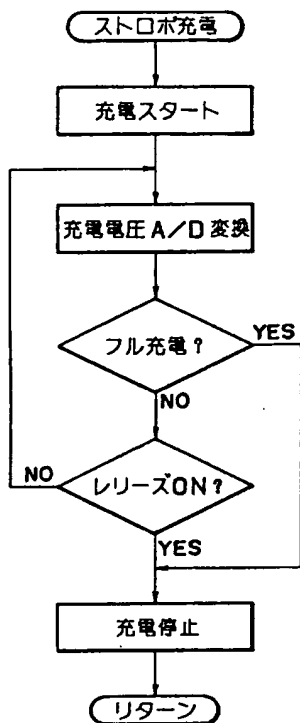 ストロボ充電
充電スタート
充電電圧A/D変換
フル充電?
YES
NO
レリーズON?
NO
YES
充電停止
リターン